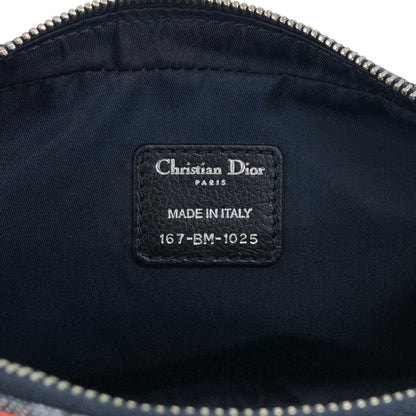 Christian Dior
PARIS
MADE IN ITALY
167-BM-1025